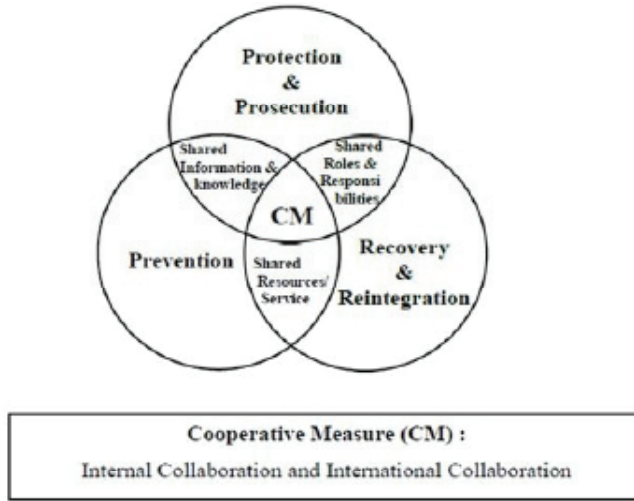 Protection
&
Prosecution
Shared
Information &
knowledge
Shared
Roles &
Responsi
bilities
CM
Prevention
Shared
Resources/
Service
Recovery
&
Reintegration
Cooperative Measure (CM) :
Internal Collaboration and International Collaboration